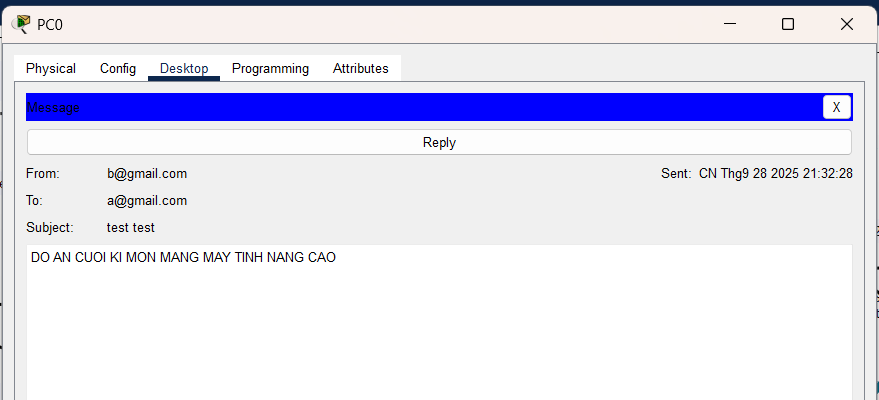 PC0
Physical Config Desktop Programming Attributes
Message
X
Reply
From: b@gmail.com Sent: CN Thg9 28 2025 21:32:28
To: a@gmail.com
Subject: test test
DO AN CUOI KI MON MANG MAY TINH NANG CAO